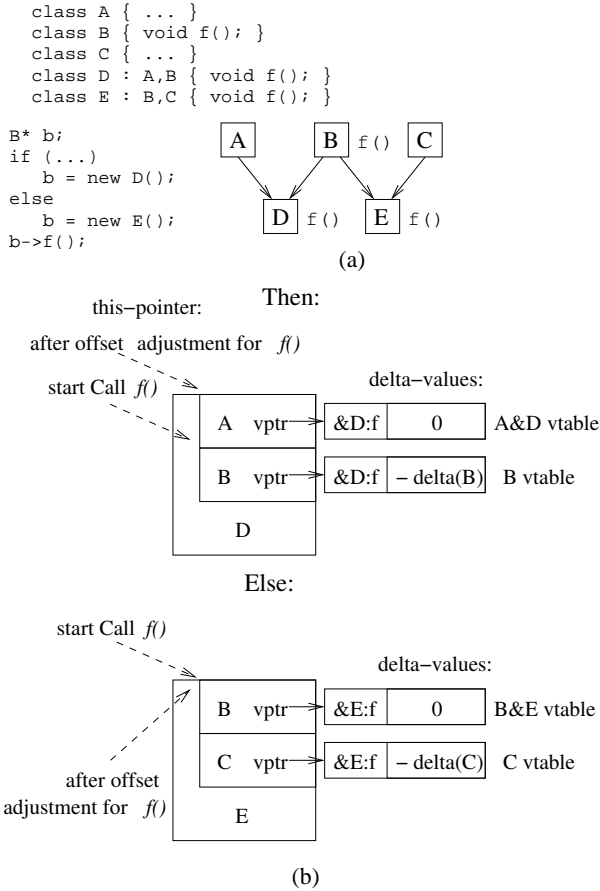 class A { ... }
class B { void f(); }
class C { ... }
class D : A,B { void f(); }
class E : B,C { void f(); }
B* b;
if (...)
b = new D();
else
b = new E();
b->f();
A
B f()
C
D f()
E f()
(a)
Then:
this-pointer:
after offset adjustment for f()
start Call f()
delta-values:
A vptr &D:f 0 A&D vtable
B vptr &D:f - delta(B) B vtable
D
Else:
start Call f()
delta-values:
B vptr &E:f 0 B&E vtable
C vptr &E:f - delta(C) C vtable
after offset
adjustment for f()
E
(b)